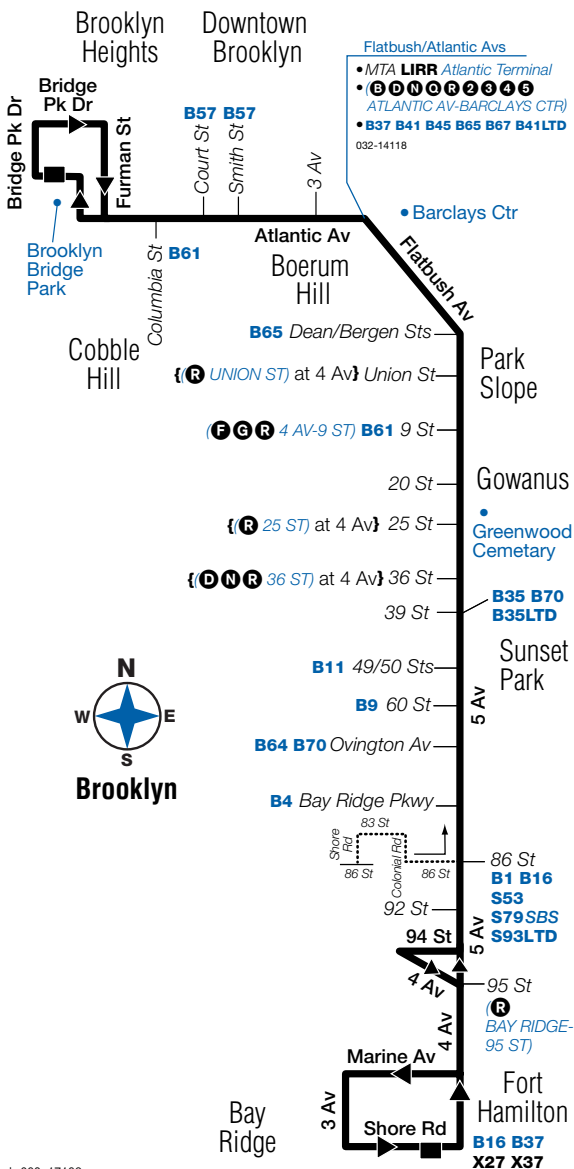 Brooklyn
Heights
Downtown
Brooklyn
Flatbush/Atlantic Avs
• MTA LIRR Atlantic Terminal
• (B D N Q R 2 3 4 5
ATLANTIC AV-BARCLAYS CTR)
• B37 B41 B45 B65 B67 B41LTD
032-14118
Bridge
Pk Dr
Bridge Pk Dr
Furman St
B57 B57
Court St
Smith St
3 Av
• Barclays Ctr
Atlantic Av
Flatbush Av
Brooklyn
Bridge
Park
Columbia St
B61
Boerum
Hill
Cobble
Hill
B65 Dean/Bergen Sts
Park
Slope
{(R UNION ST) at 4 Av} Union St
(F G R 4 AV-9 ST) B61 9 St
20 St
Gowanus
{(R 25 ST) at 4 Av} 25 St
Greenwood
Cemetary
{(D N R 36 ST) at 4 Av} 36 St
39 St
B35 B70
B35LTD
B11 49/50 Sts
Sunset
Park
N
W E
S
Brooklyn
B9 60 St
5 Av
B64 B70 Ovington Av
B4 Bay Ridge Pkwy
83 St
Shore
Rd
Colonial Rd
86 St
86 St
86 St
B1 B16
S53
S79SBS
S93LTD
92 St
5 Av
94 St
4 Av
95 St
(R
BAY RIDGE-
95 ST)
4 Av
Marine Av
3 Av
Shore Rd
Bay
Ridge
Fort
Hamilton
B16 B37
X27 X37